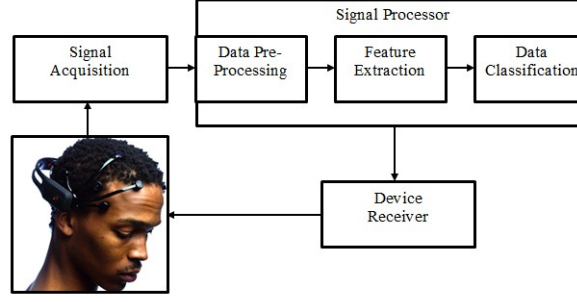 Signal Processor
Signal
Acquisition
Data Pre-
Processing
Feature
Extraction
Data
Classification
Device
Receiver